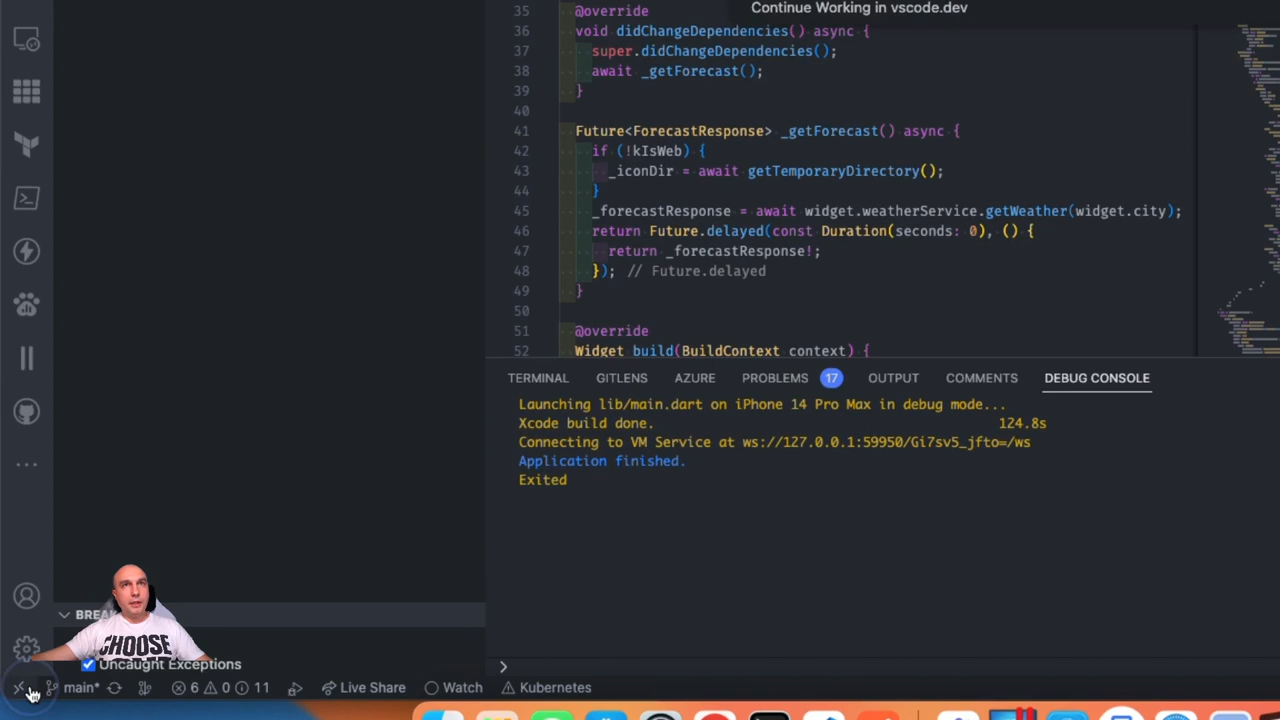 Continue Working in vscode.dev
35 @override
36 void didChangeDependencies() async {
37 super.didChangeDependencies();
38 await _getForecast();
39 }
40
41 Future<ForecastResponse> _getForecast() async {
42 if (!kIsWeb) {
43 _iconDir = await getTemporaryDirectory();
44 }
45 _forecastResponse = await widget.weatherService.getWeather(widget.city);
46 return Future.delayed(const Duration(seconds: 0), () {
47 return _forecastResponse!;
48 }); // Future.delayed
49 }
50
51 @override
52 Widget build(BuildContext context) {
TERMINAL GITLENS AZURE PROBLEMS 17 OUTPUT COMMENTS DEBUG CONSOLE
Launching lib/main.dart on iPhone 14 Pro Max in debug mode...
Xcode build done. 124.8s
Connecting to VM Service at ws://127.0.0.1:59950/Gi7sv5_jfto=/ws
Application finished.
Exited
BREA
CHOOSE
Uncaught Exceptions
main* 6 0 11 Live Share Watch Kubernetes